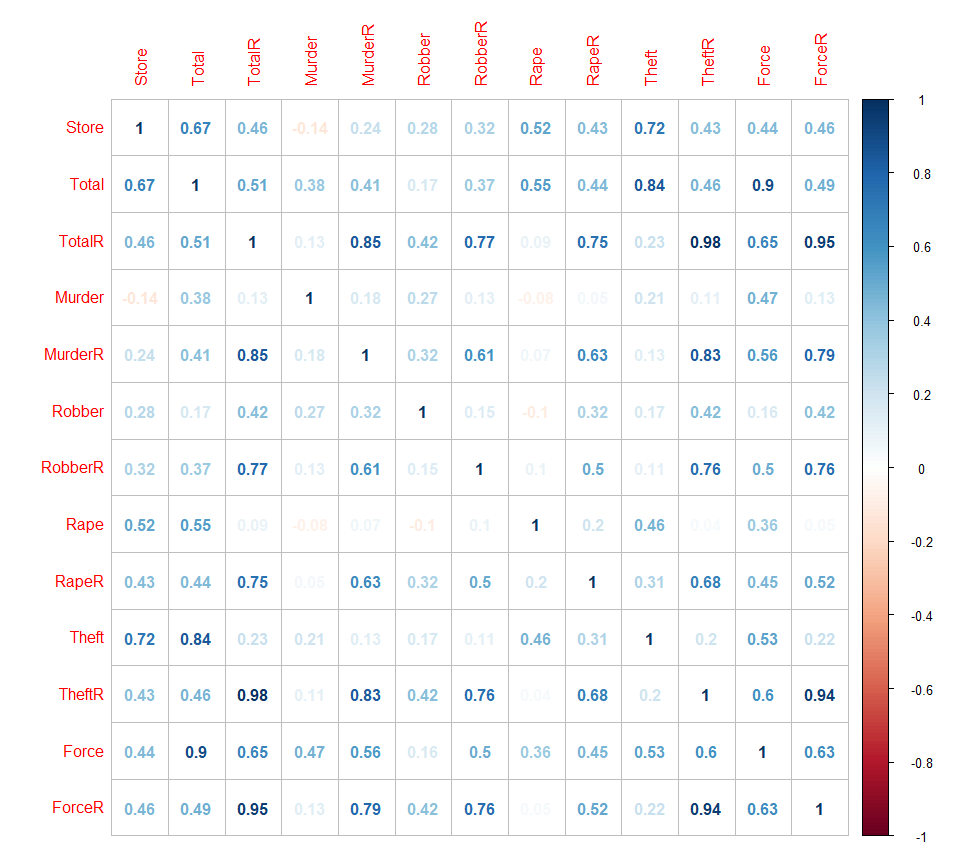 Store Total TotalR Murder MurderR Robber RobberR Rape RapeR Theft TheftR Force ForceR
Store 1 0.67 0.46 -0.14 0.24 0.28 0.32 0.52 0.43 0.72 0.43 0.44 0.46
Total 0.67 1 0.51 0.38 0.41 0.17 0.37 0.55 0.44 0.84 0.46 0.9 0.49
TotalR 0.46 0.51 1 0.13 0.85 0.42 0.77 0.09 0.75 0.23 0.98 0.65 0.95
Murder -0.14 0.38 0.13 1 0.18 0.27 0.13 -0.08 0.05 0.21 0.11 0.47 0.13
MurderR 0.24 0.41 0.85 0.18 1 0.32 0.61 0.07 0.63 0.13 0.83 0.56 0.79
Robber 0.28 0.17 0.42 0.27 0.32 1 0.15 -0.1 0.32 0.17 0.42 0.16 0.42
RobberR 0.32 0.37 0.77 0.13 0.61 0.15 1 0.1 0.5 0.11 0.76 0.5 0.76
Rape 0.52 0.55 0.09 -0.08 0.07 -0.1 0.1 1 0.2 0.46 0.04 0.36 0.05
RapeR 0.43 0.44 0.75 0.05 0.63 0.32 0.5 0.2 1 0.31 0.68 0.45 0.52
Theft 0.72 0.84 0.23 0.21 0.13 0.17 0.11 0.46 0.31 1 0.2 0.53 0.22
TheftR 0.43 0.46 0.98 0.11 0.83 0.42 0.76 0.04 0.68 0.2 1 0.6 0.94
Force 0.44 0.9 0.65 0.47 0.56 0.16 0.5 0.36 0.45 0.53 0.6 1 0.63
ForceR 0.46 0.49 0.95 0.13 0.79 0.42 0.76 0.05 0.52 0.22 0.94 0.63 1
1
0.8
0.6
0.4
0.2
0
-0.2
-0.4
-0.6
-0.8
-1